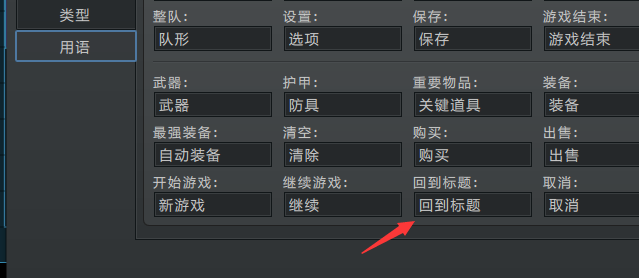 类型
用语
整队: 设置: 保存: 游戏结束:
队形 选项 保存 游戏结束
武器: 护甲: 重要物品: 装备:
武器 防具 关键道具 装备
最强装备: 清空: 购买: 出售:
自动装备 清除 购买 出售
开始游戏: 继续游戏: 回到标题: 取消:
新游戏 继续 回到标题 取消